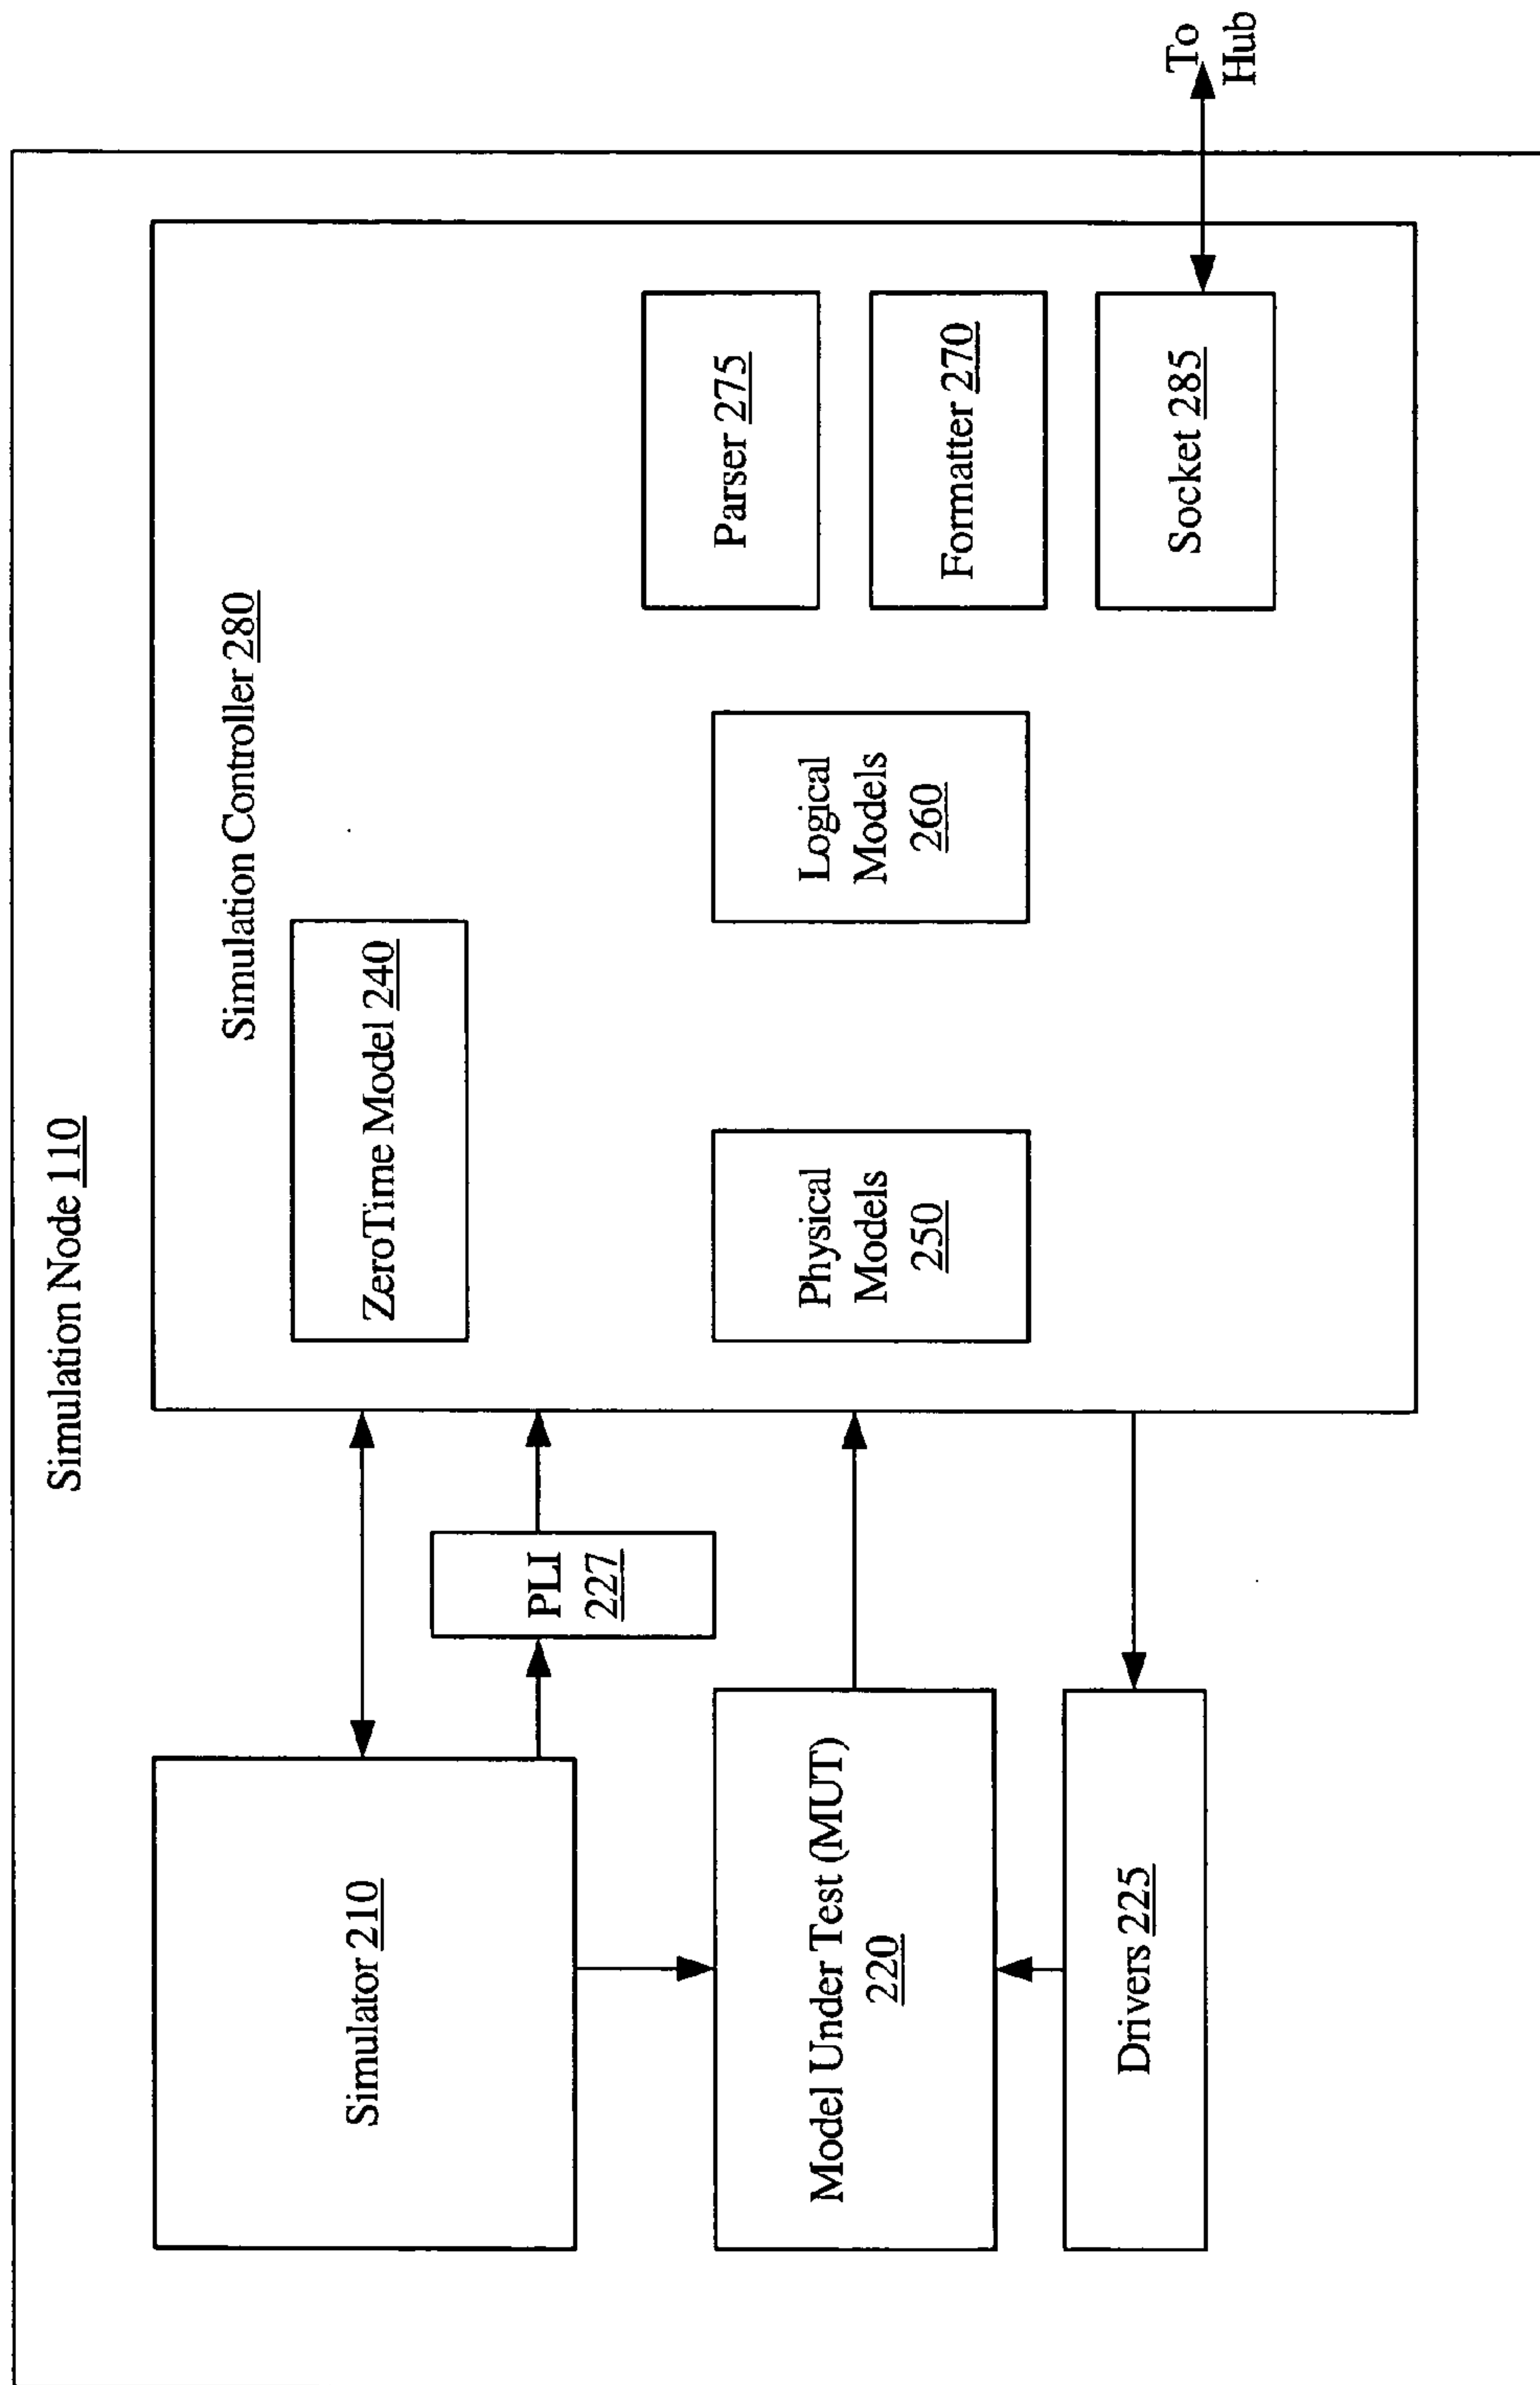 Simulation Node 110
Simulation Controller 280
Simulator 210
ZeroTime Model 240
PLI
227
Parser 275
Model Under Test (MUT)
220
Physical
Models
250
Logical
Models
260
Formatter 270
Drivers 225
Socket 285
To
Hub